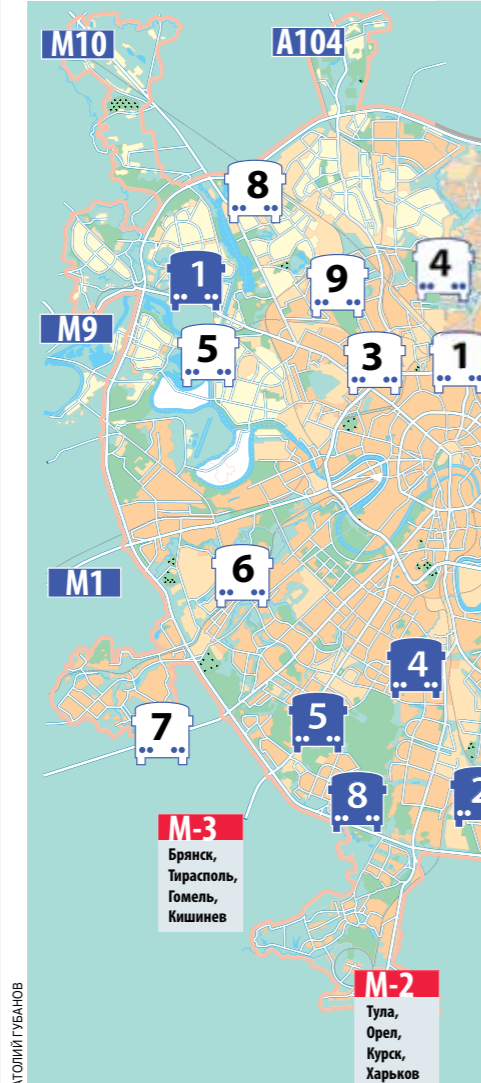 M10
A104
8
1
9
4
M9
5
3
1
M1
6
4
7
5
8
2
М-3
Брянск,
Тирасполь,
Гомель,
Кишинев
М-2
Тула,
Орел,
Курск,
Харьков
АТОЛИЙ ГУБАНОВ